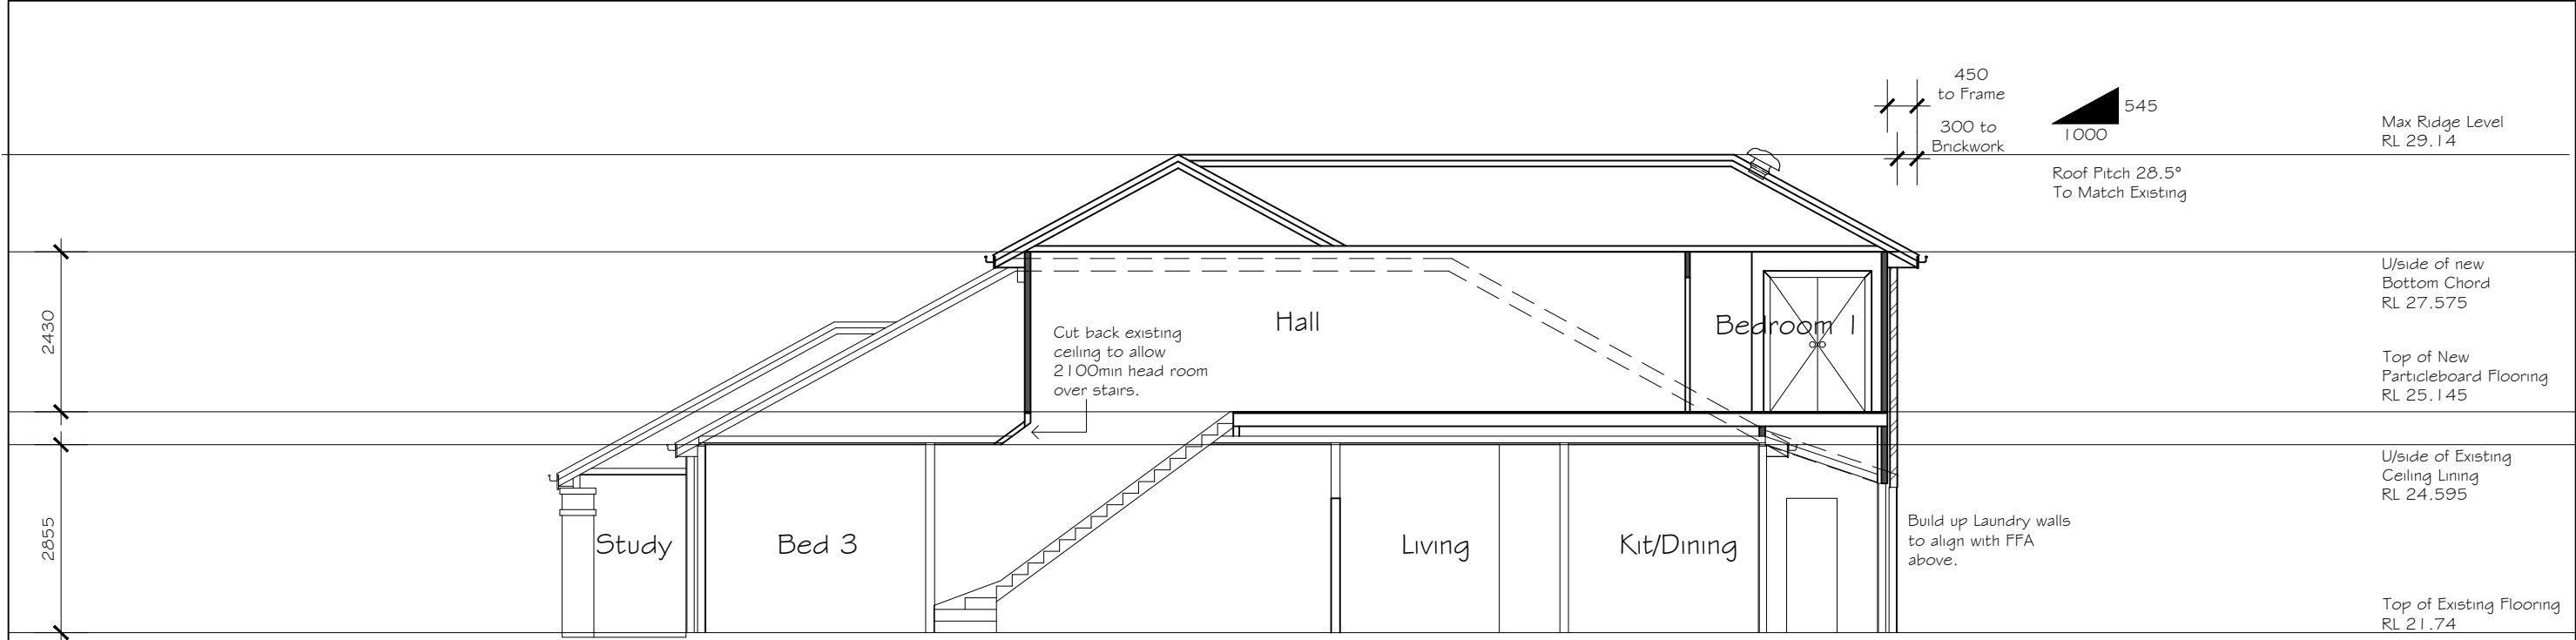 450
to Frame
300 to
Brickwork
545
1000
Roof Pitch 28.5°
To Match Existing
Max Ridge Level
RL 29.14
U/side of new
Bottom Chord
RL 27.575
Top of New
Particleboard Flooring
RL 25.145
U/side of Existing
Ceiling Lining
RL 24.595
Top of Existing Flooring
RL 21.74
2430
2855
Cut back existing
ceiling to allow
2100min head room
over stairs.
Hall
Bedroom 1
Study
Bed 3
Living
Kit/Dining
Build up Laundry walls
to align with FFA
above.